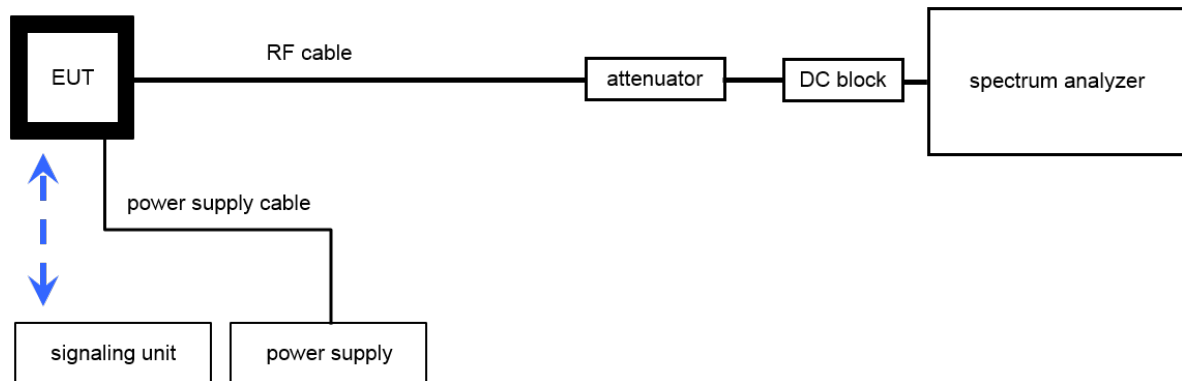 RF cable
EUT
attenuator
DC block
spectrum analyzer
power supply cable
signaling unit
power supply